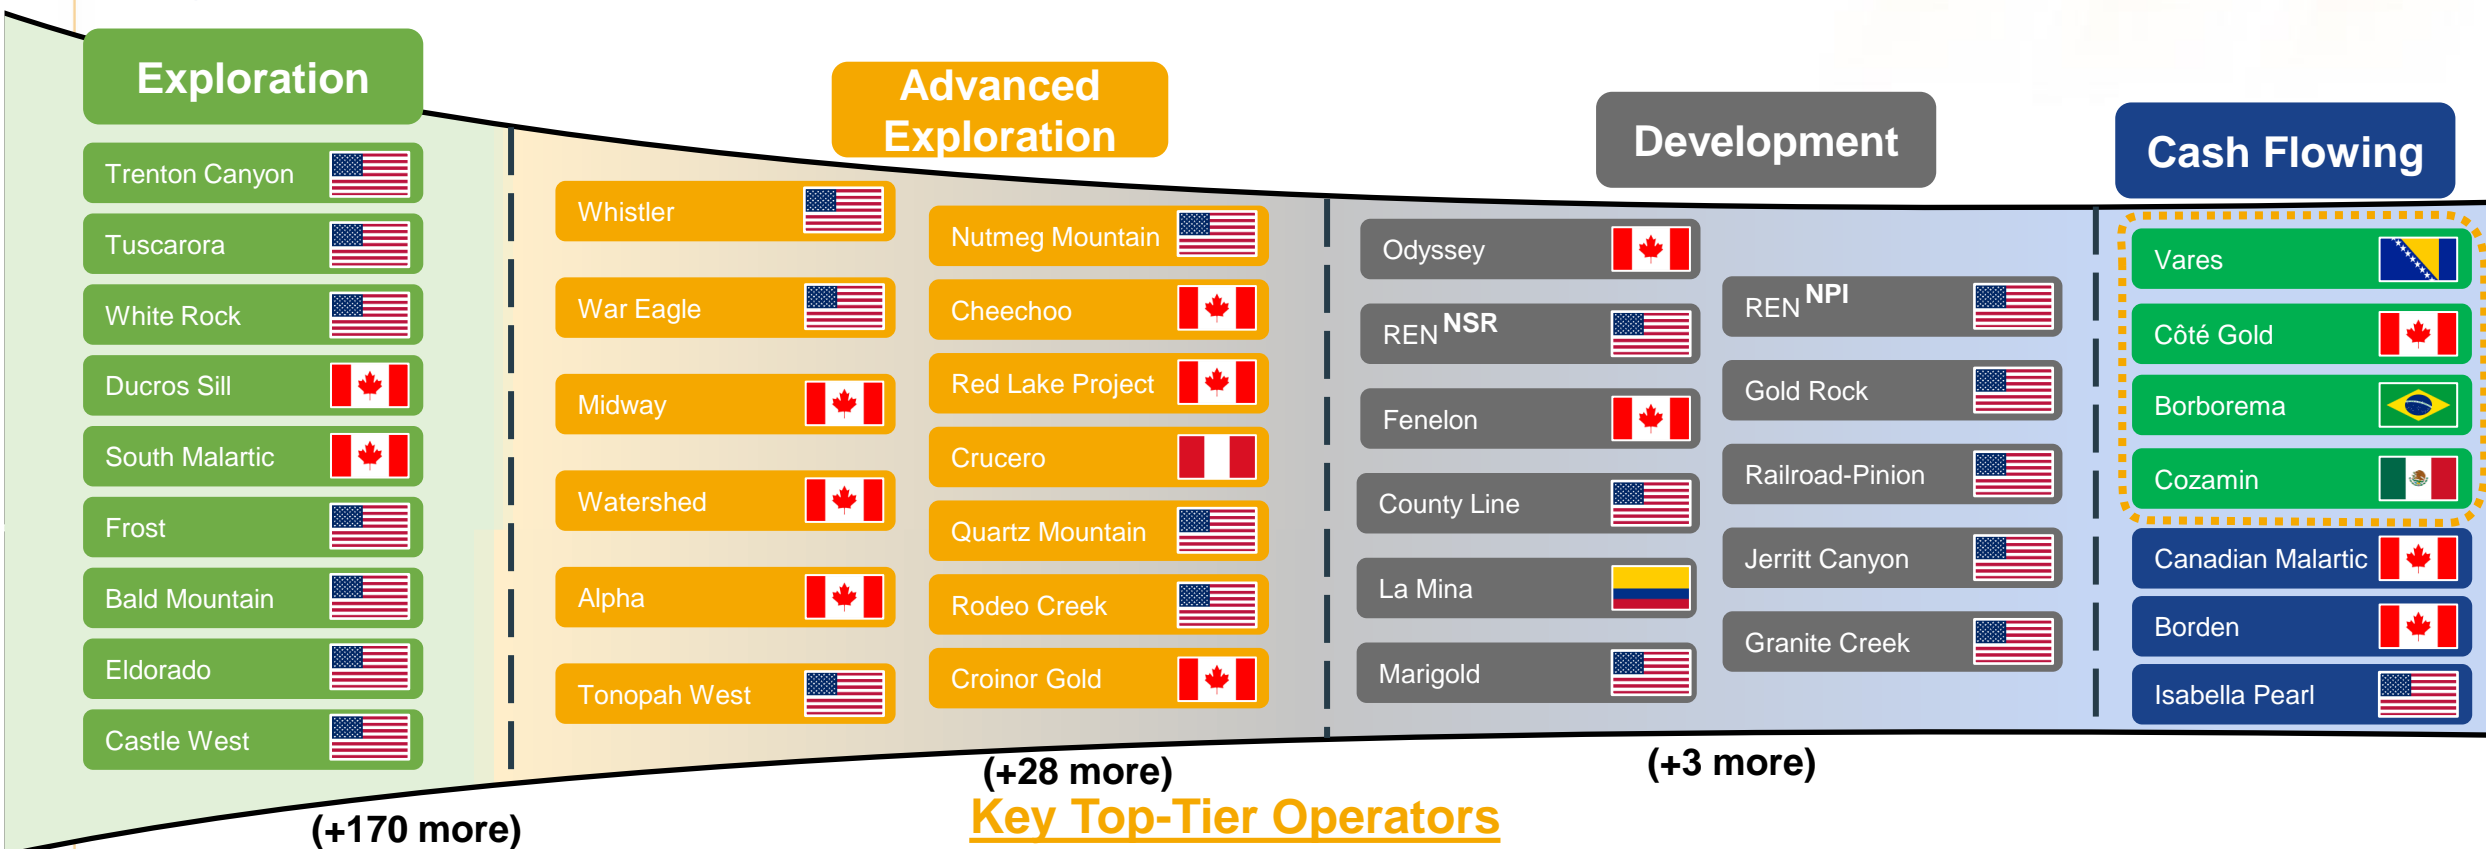 Exploration
Trenton Canyon
Tuscarora
White Rock
Ducros Sill
South Malartic
Frost
Bald Mountain
Eldorado
Castle West
(+170 more)
Advanced
Exploration
Whistler
War Eagle
Midway
Watershed
Alpha
Tonopah West
Nutmeg Mountain
Cheechoo
Red Lake Project
Crucero
Quartz Mountain
Rodeo Creek
Croinor Gold
(+28 more)
Development
Odyssey
REN NSR
Fenelon
County Line
La Mina
Marigold
REN NPI
Gold Rock
Railroad-Pinion
Jerritt Canyon
Granite Creek
(+3 more)
Cash Flowing
Vares
Côté Gold
Borborema
Cozamin
Canadian Malartic
Borden
Isabella Pearl
Key Top-Tier Operators